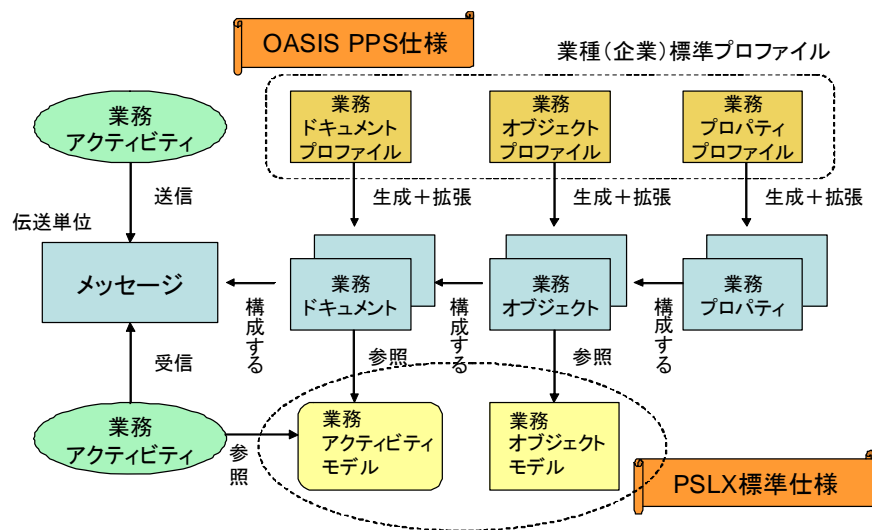 OASIS PPS仕様
業種(企業)標準プロファイル
業務
アクティビティ
業務
ドキュメント
プロファイル
業務
オブジェクト
プロファイル
業務
プロパティ
プロファイル
送信
生成+拡張
生成+拡張
生成+拡張
伝送単位
メッセージ
業務
ドキュメント
業務
オブジェクト
業務
プロパティ
構成する
構成する
構成する
受信
参照
参照
業務
アクティビティ
参照
業務
アクティビティ
モデル
業務
オブジェクト
モデル
PSLX標準仕様